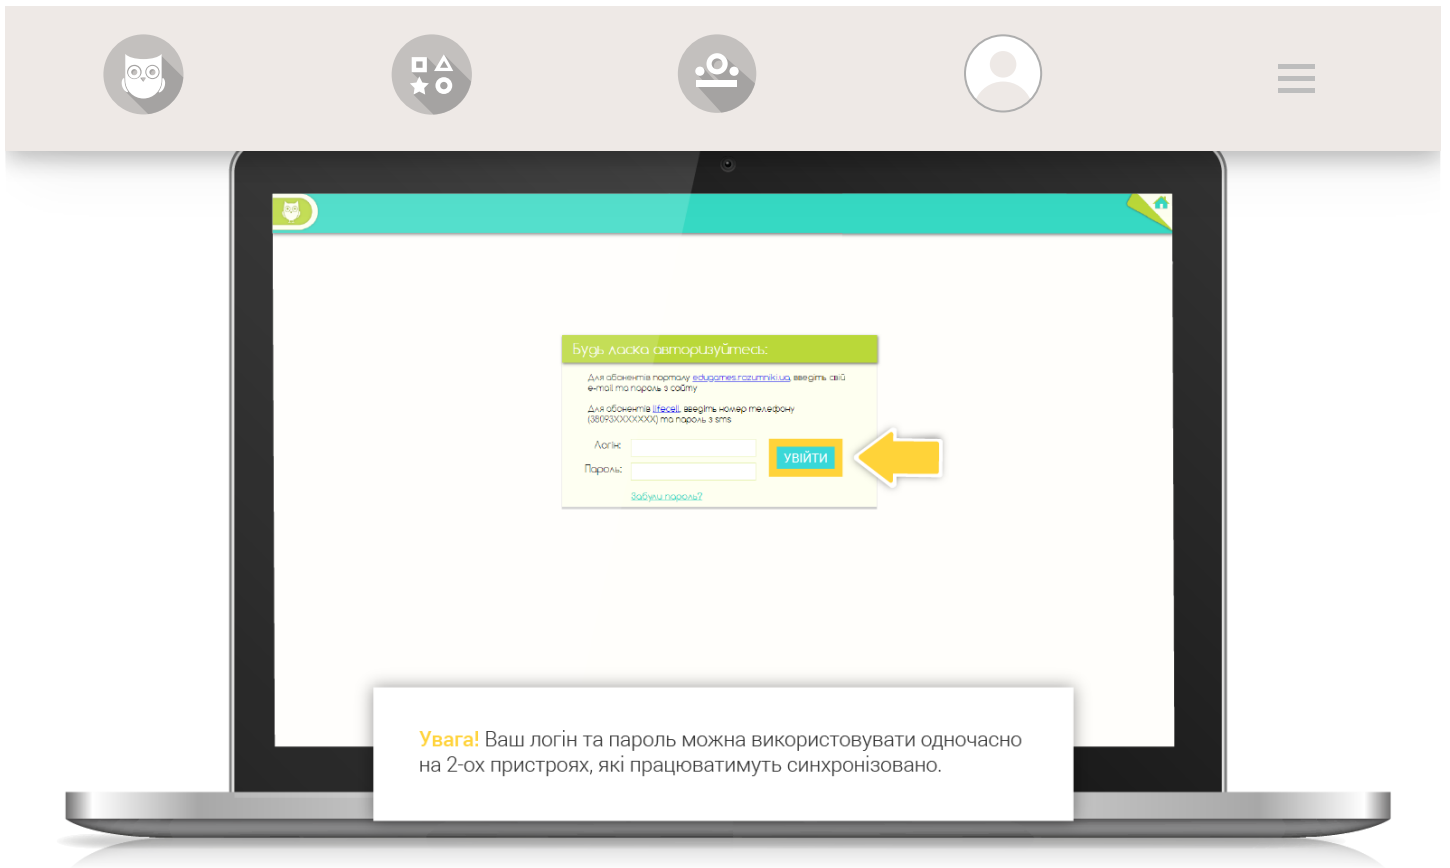 Будь ласка авторизуйтесь:
Для абонентів порталу edugames.rozumniki.ua, введіть свій
e-mail та пароль з сайту
Для абонентів lifecell, введіть номер телефону
(38093XXXXXXX) та пароль з sms
Логін:
УВІЙТИ
Пароль:
Забули пароль?
Увага! Ваш логін та пароль можна використовувати одночасно
на 2-ох пристроях, які працюватимуть синхронізовано.